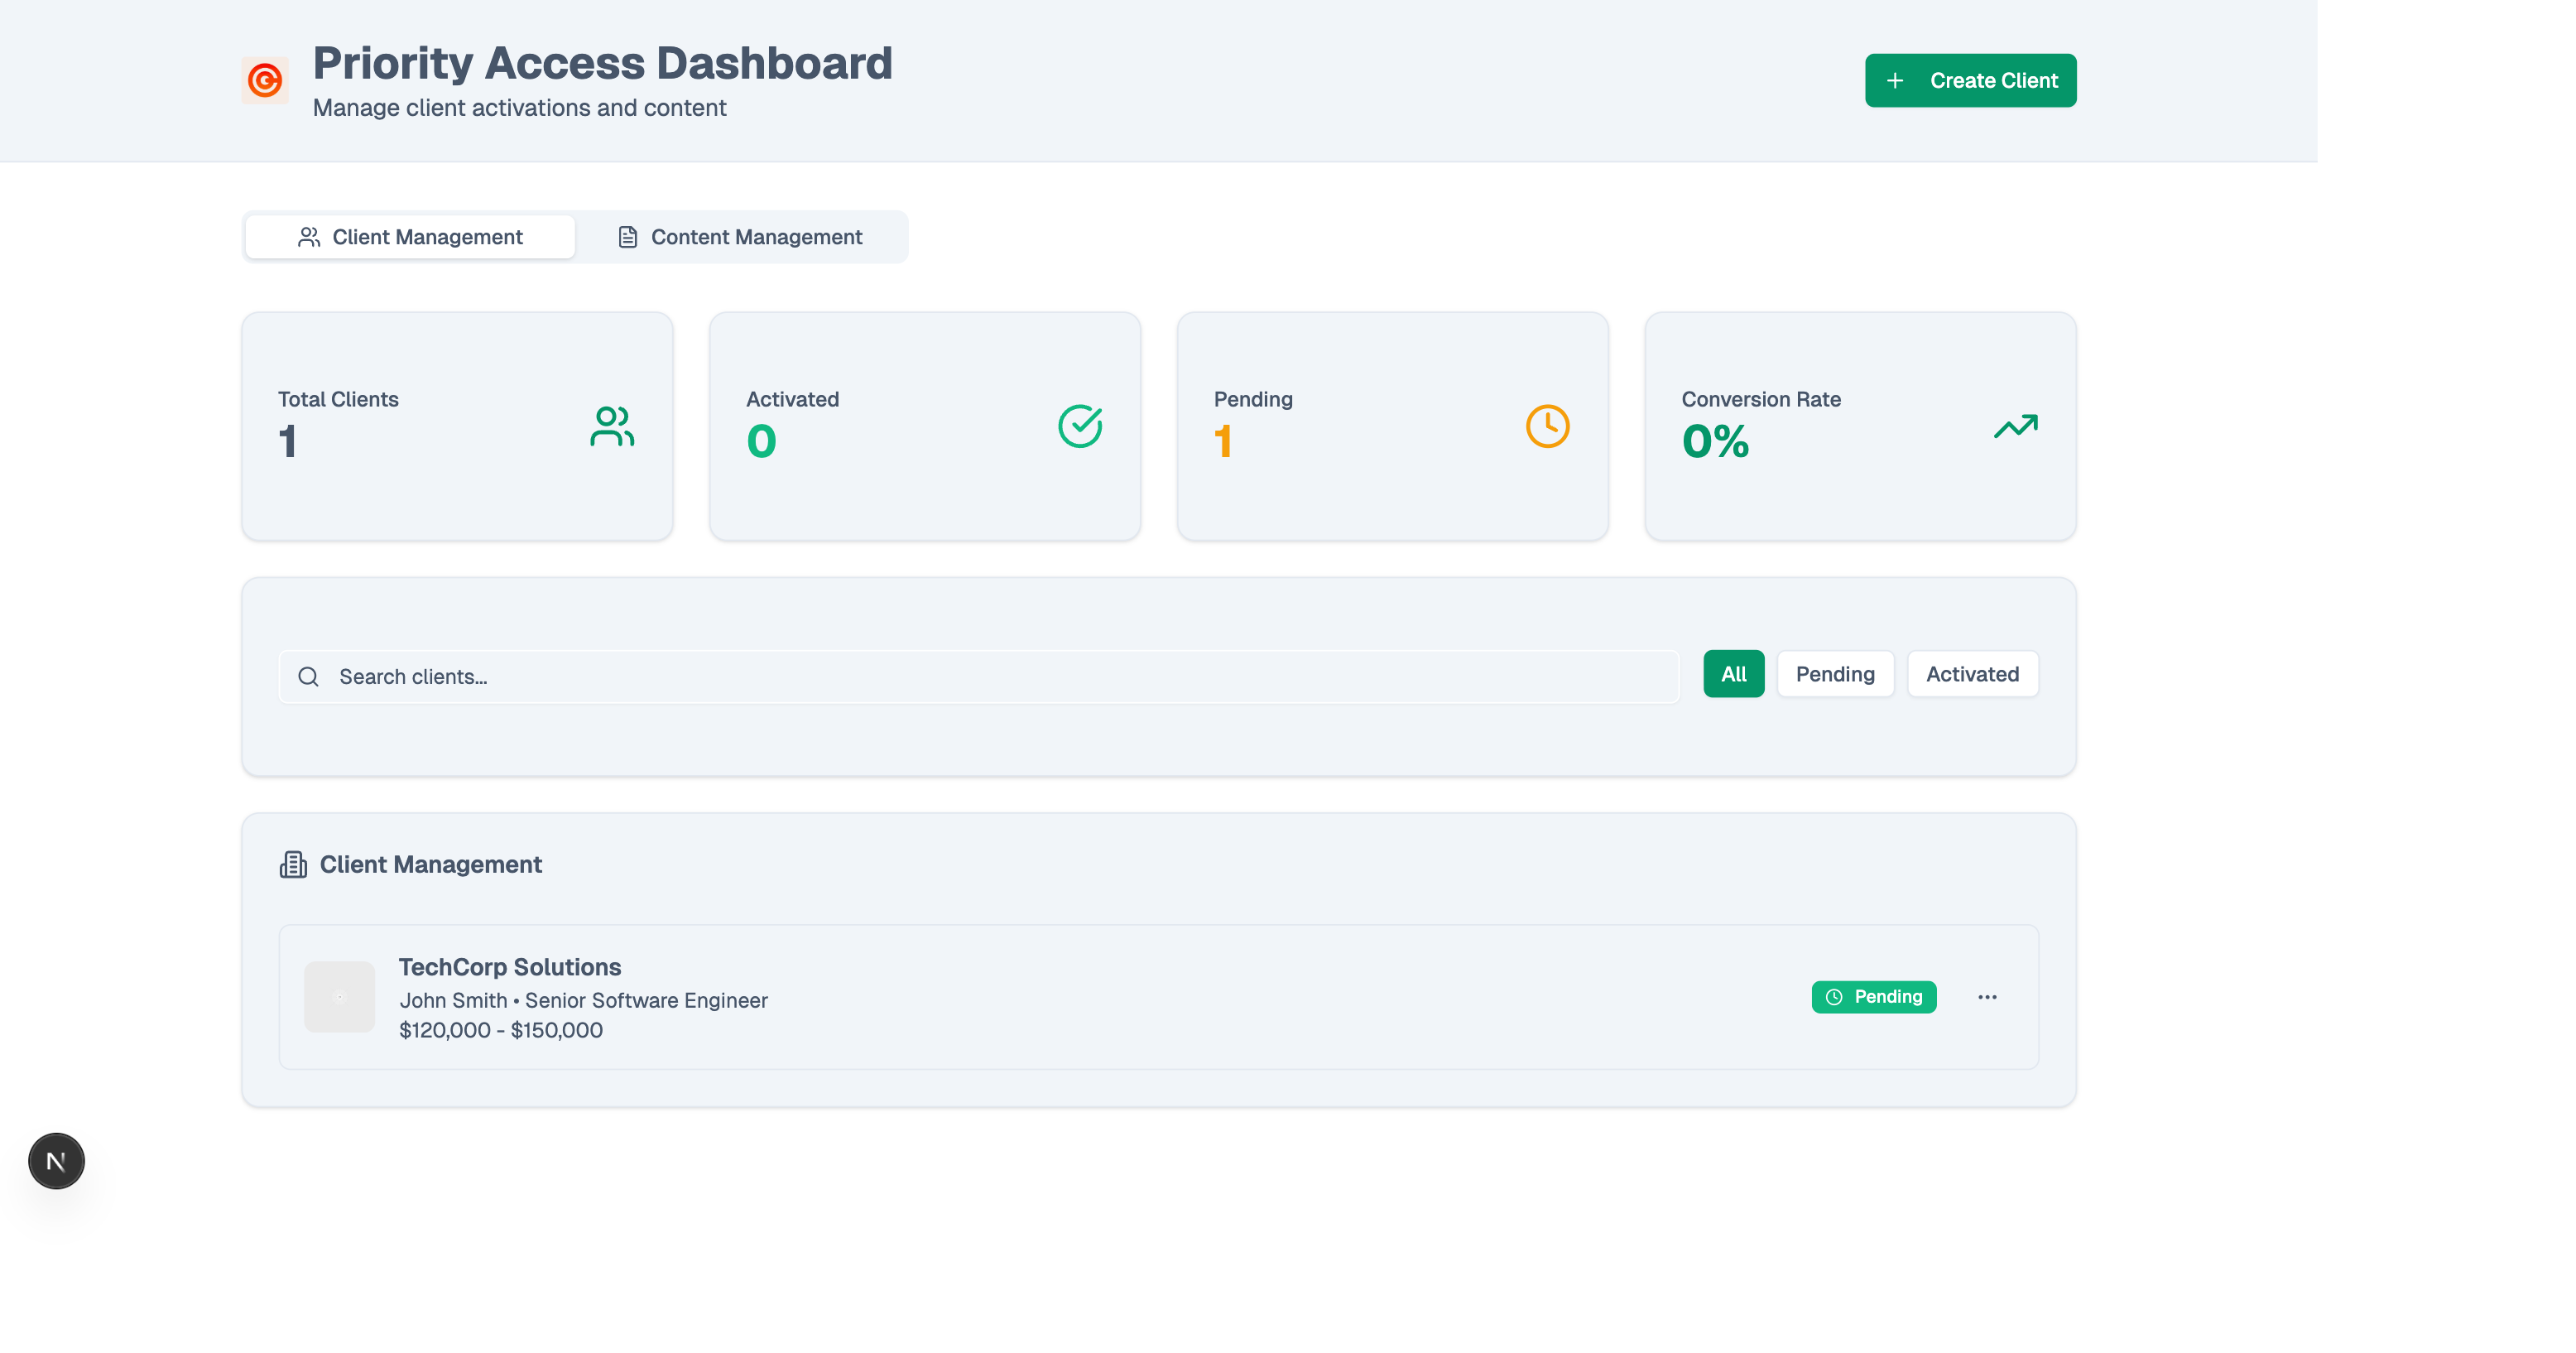 Priority Access Dashboard
Manage client activations and content
Create Client
Client Management
Content Management
Total Clients
1
Activated
0
Pending
1
Conversion Rate
0%
Search clients...
All
Pending
Activated
Client Management
TechCorp Solutions
John Smith • Senior Software Engineer
$120,000 - $150,000
Pending
N